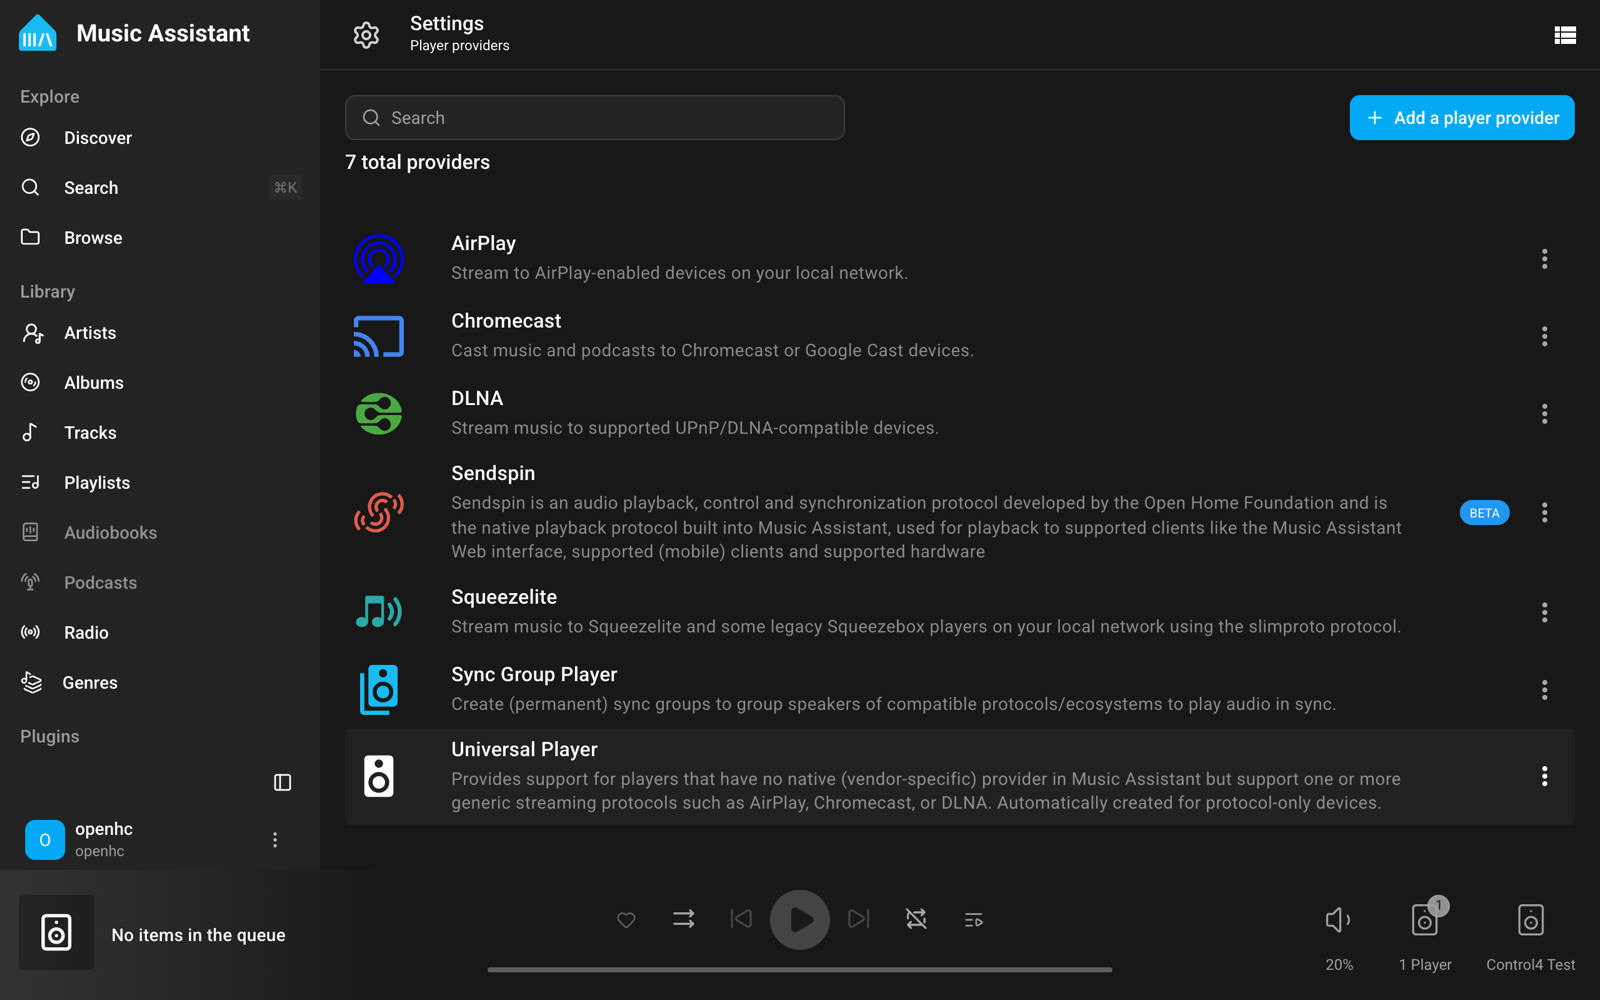 Music Assistant
Explore
Discover
Search
⌘K
Browse
Library
Artists
Albums
Tracks
Playlists
Audiobooks
Podcasts
Radio
Genres
Plugins
O
openhc
openhc
Settings
Player providers
Search
Add a player provider
7 total providers
AirPlay
Stream to AirPlay-enabled devices on your local network.
Chromecast
Cast music and podcasts to Chromecast or Google Cast devices.
DLNA
Stream music to supported UPnP/DLNA-compatible devices.
Sendspin
Sendspin is an audio playback, control and synchronization protocol developed by the Open Home Foundation and is
the native playback protocol built into Music Assistant, used for playback to supported clients like the Music Assistant
Web interface, supported (mobile) clients and supported hardware
BETA
Squeezelite
Stream music to Squeezelite and some legacy Squeezebox players on your local network using the slimproto protocol.
Sync Group Player
Create (permanent) sync groups to group speakers of compatible protocols/ecosystems to play audio in sync.
Universal Player
Provides support for players that have no native (vendor-specific) provider in Music Assistant but support one or more
generic streaming protocols such as AirPlay, Chromecast, or DLNA. Automatically created for protocol-only devices.
No items in the queue
20%
1
1 Player
Control4 Test